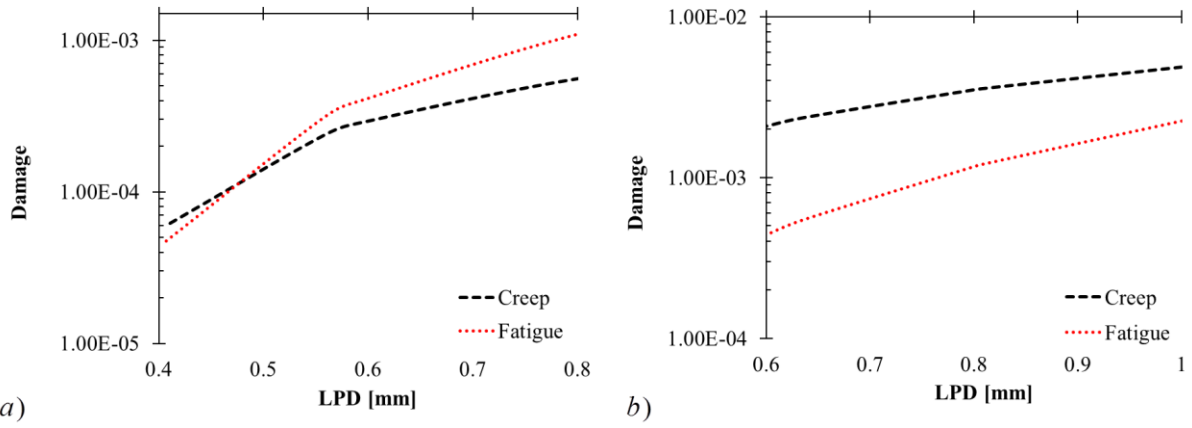 1.00E-03
1.00E-04
1.00E-05
Damage
0.4 0.5 0.6 0.7 0.8
LPD [mm]
Creep
Fatigue
a)
1.00E-02
1.00E-03
1.00E-04
Damage
0.6 0.7 0.8 0.9 1
LPD [mm]
Creep
Fatigue
b)